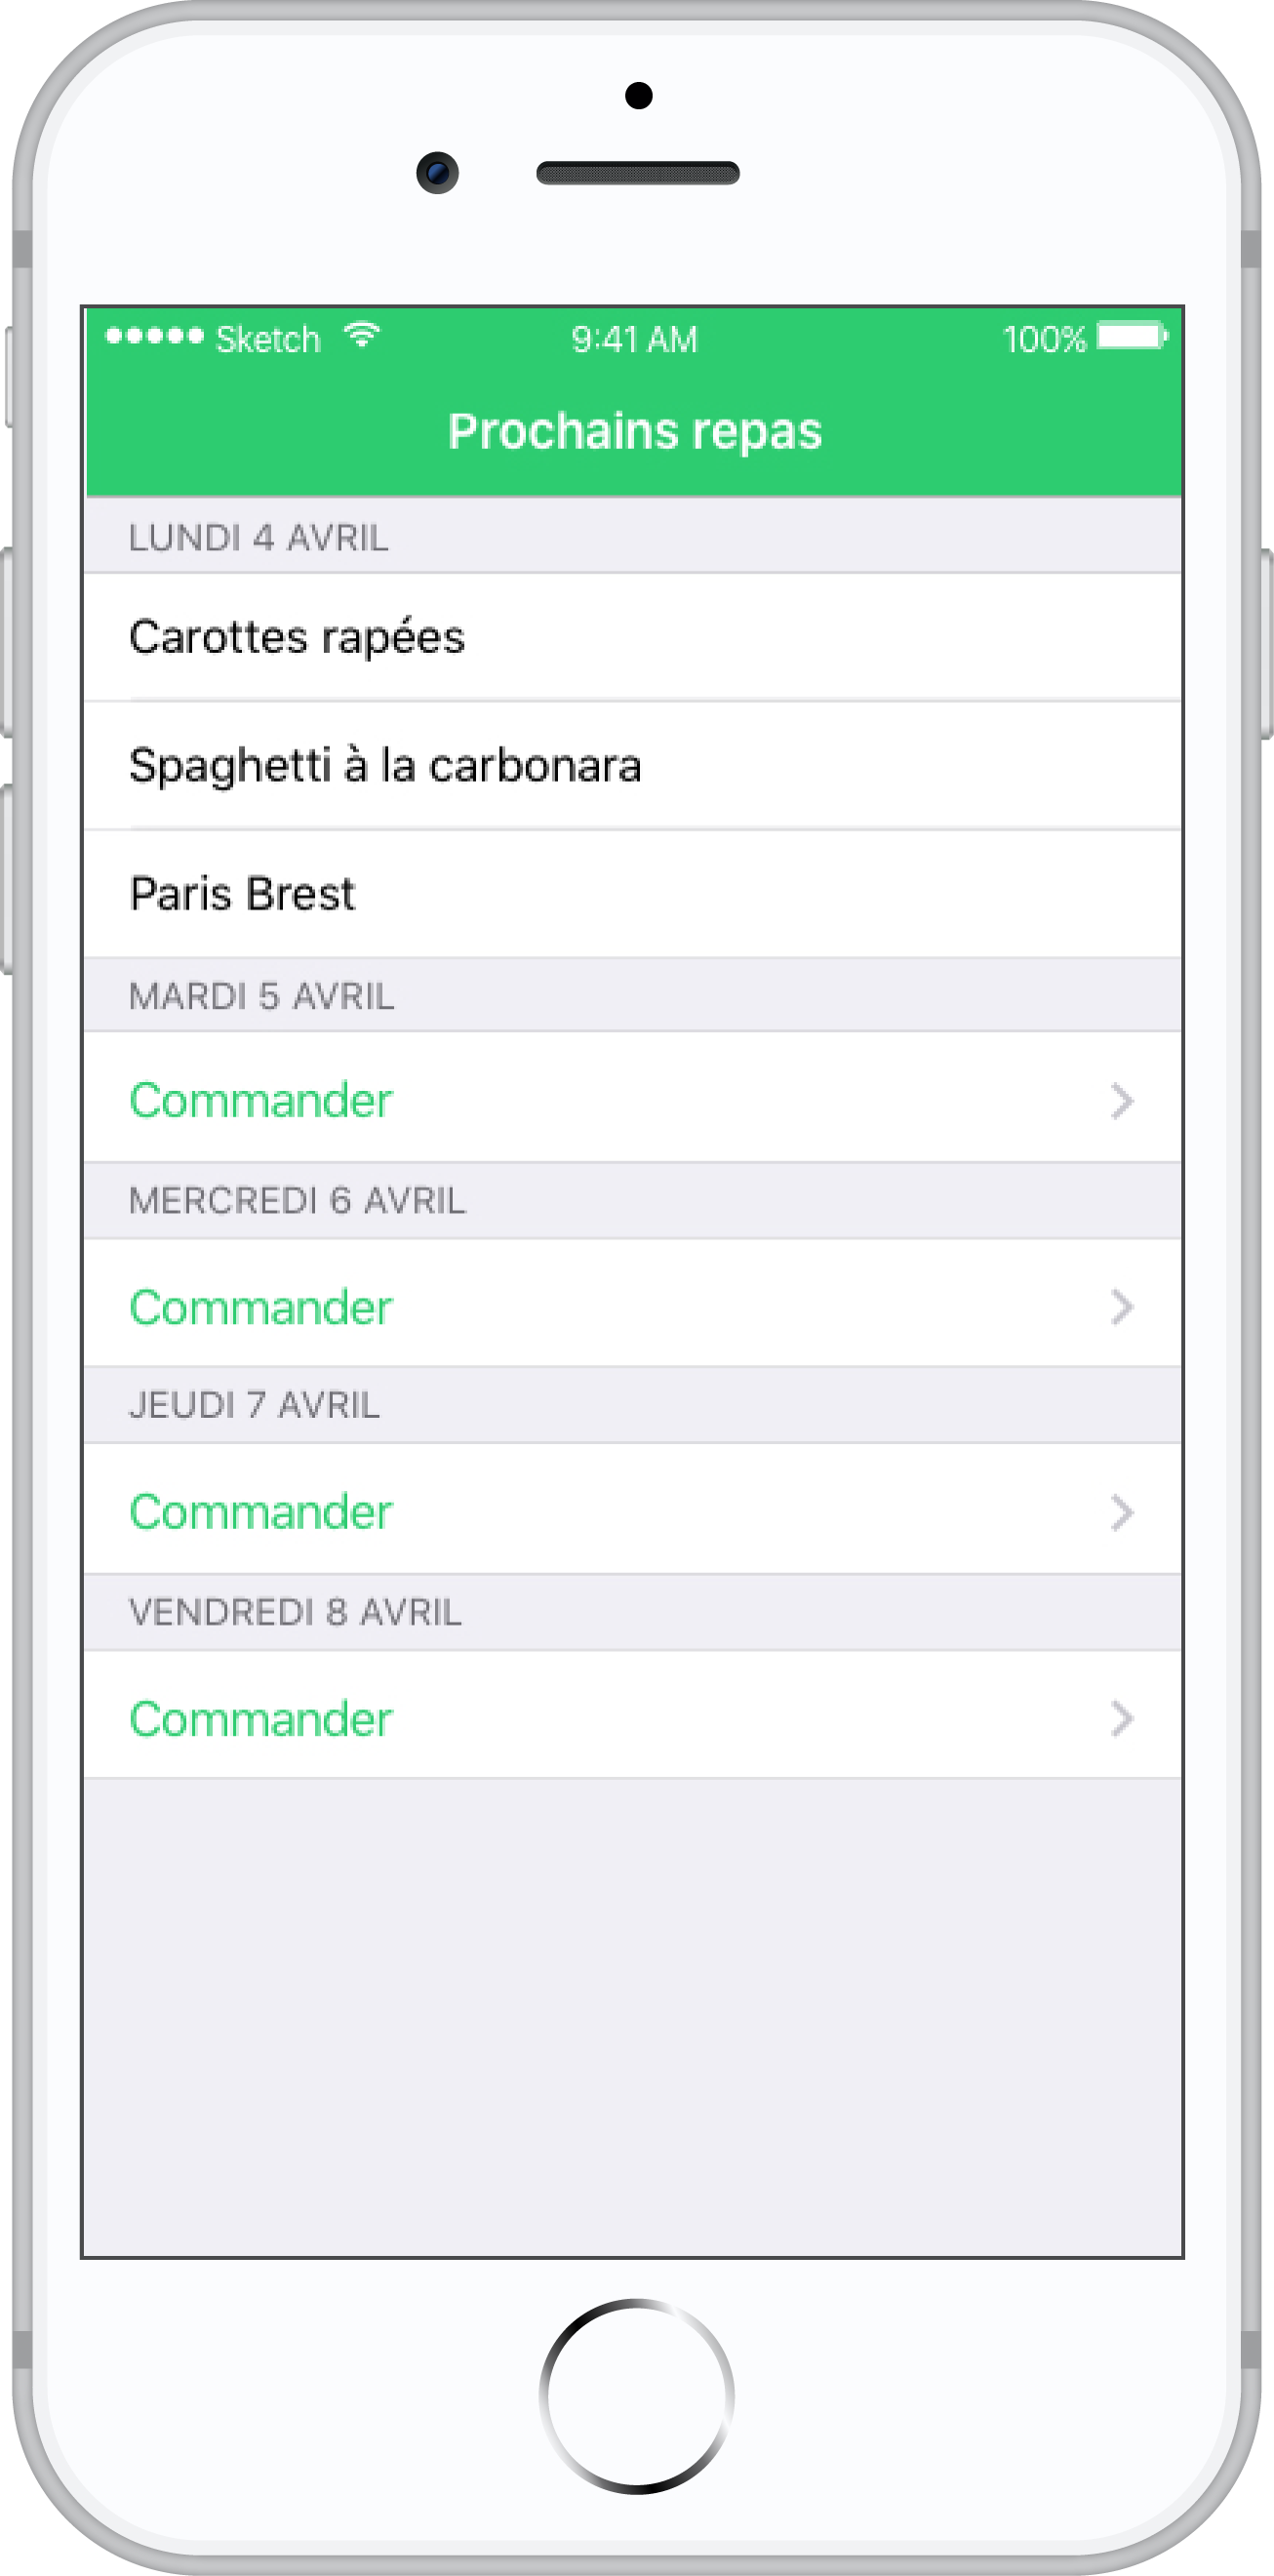 Sketch 9:41 AM 100%
Prochains repas
LUNDI 4 AVRIL
Carottes rapées
Spaghetti à la carbonara
Paris Brest
MARDI 5 AVRIL
Commander
MERCREDI 6 AVRIL
Commander
JEUDI 7 AVRIL
Commander
VENDREDI 8 AVRIL
Commander